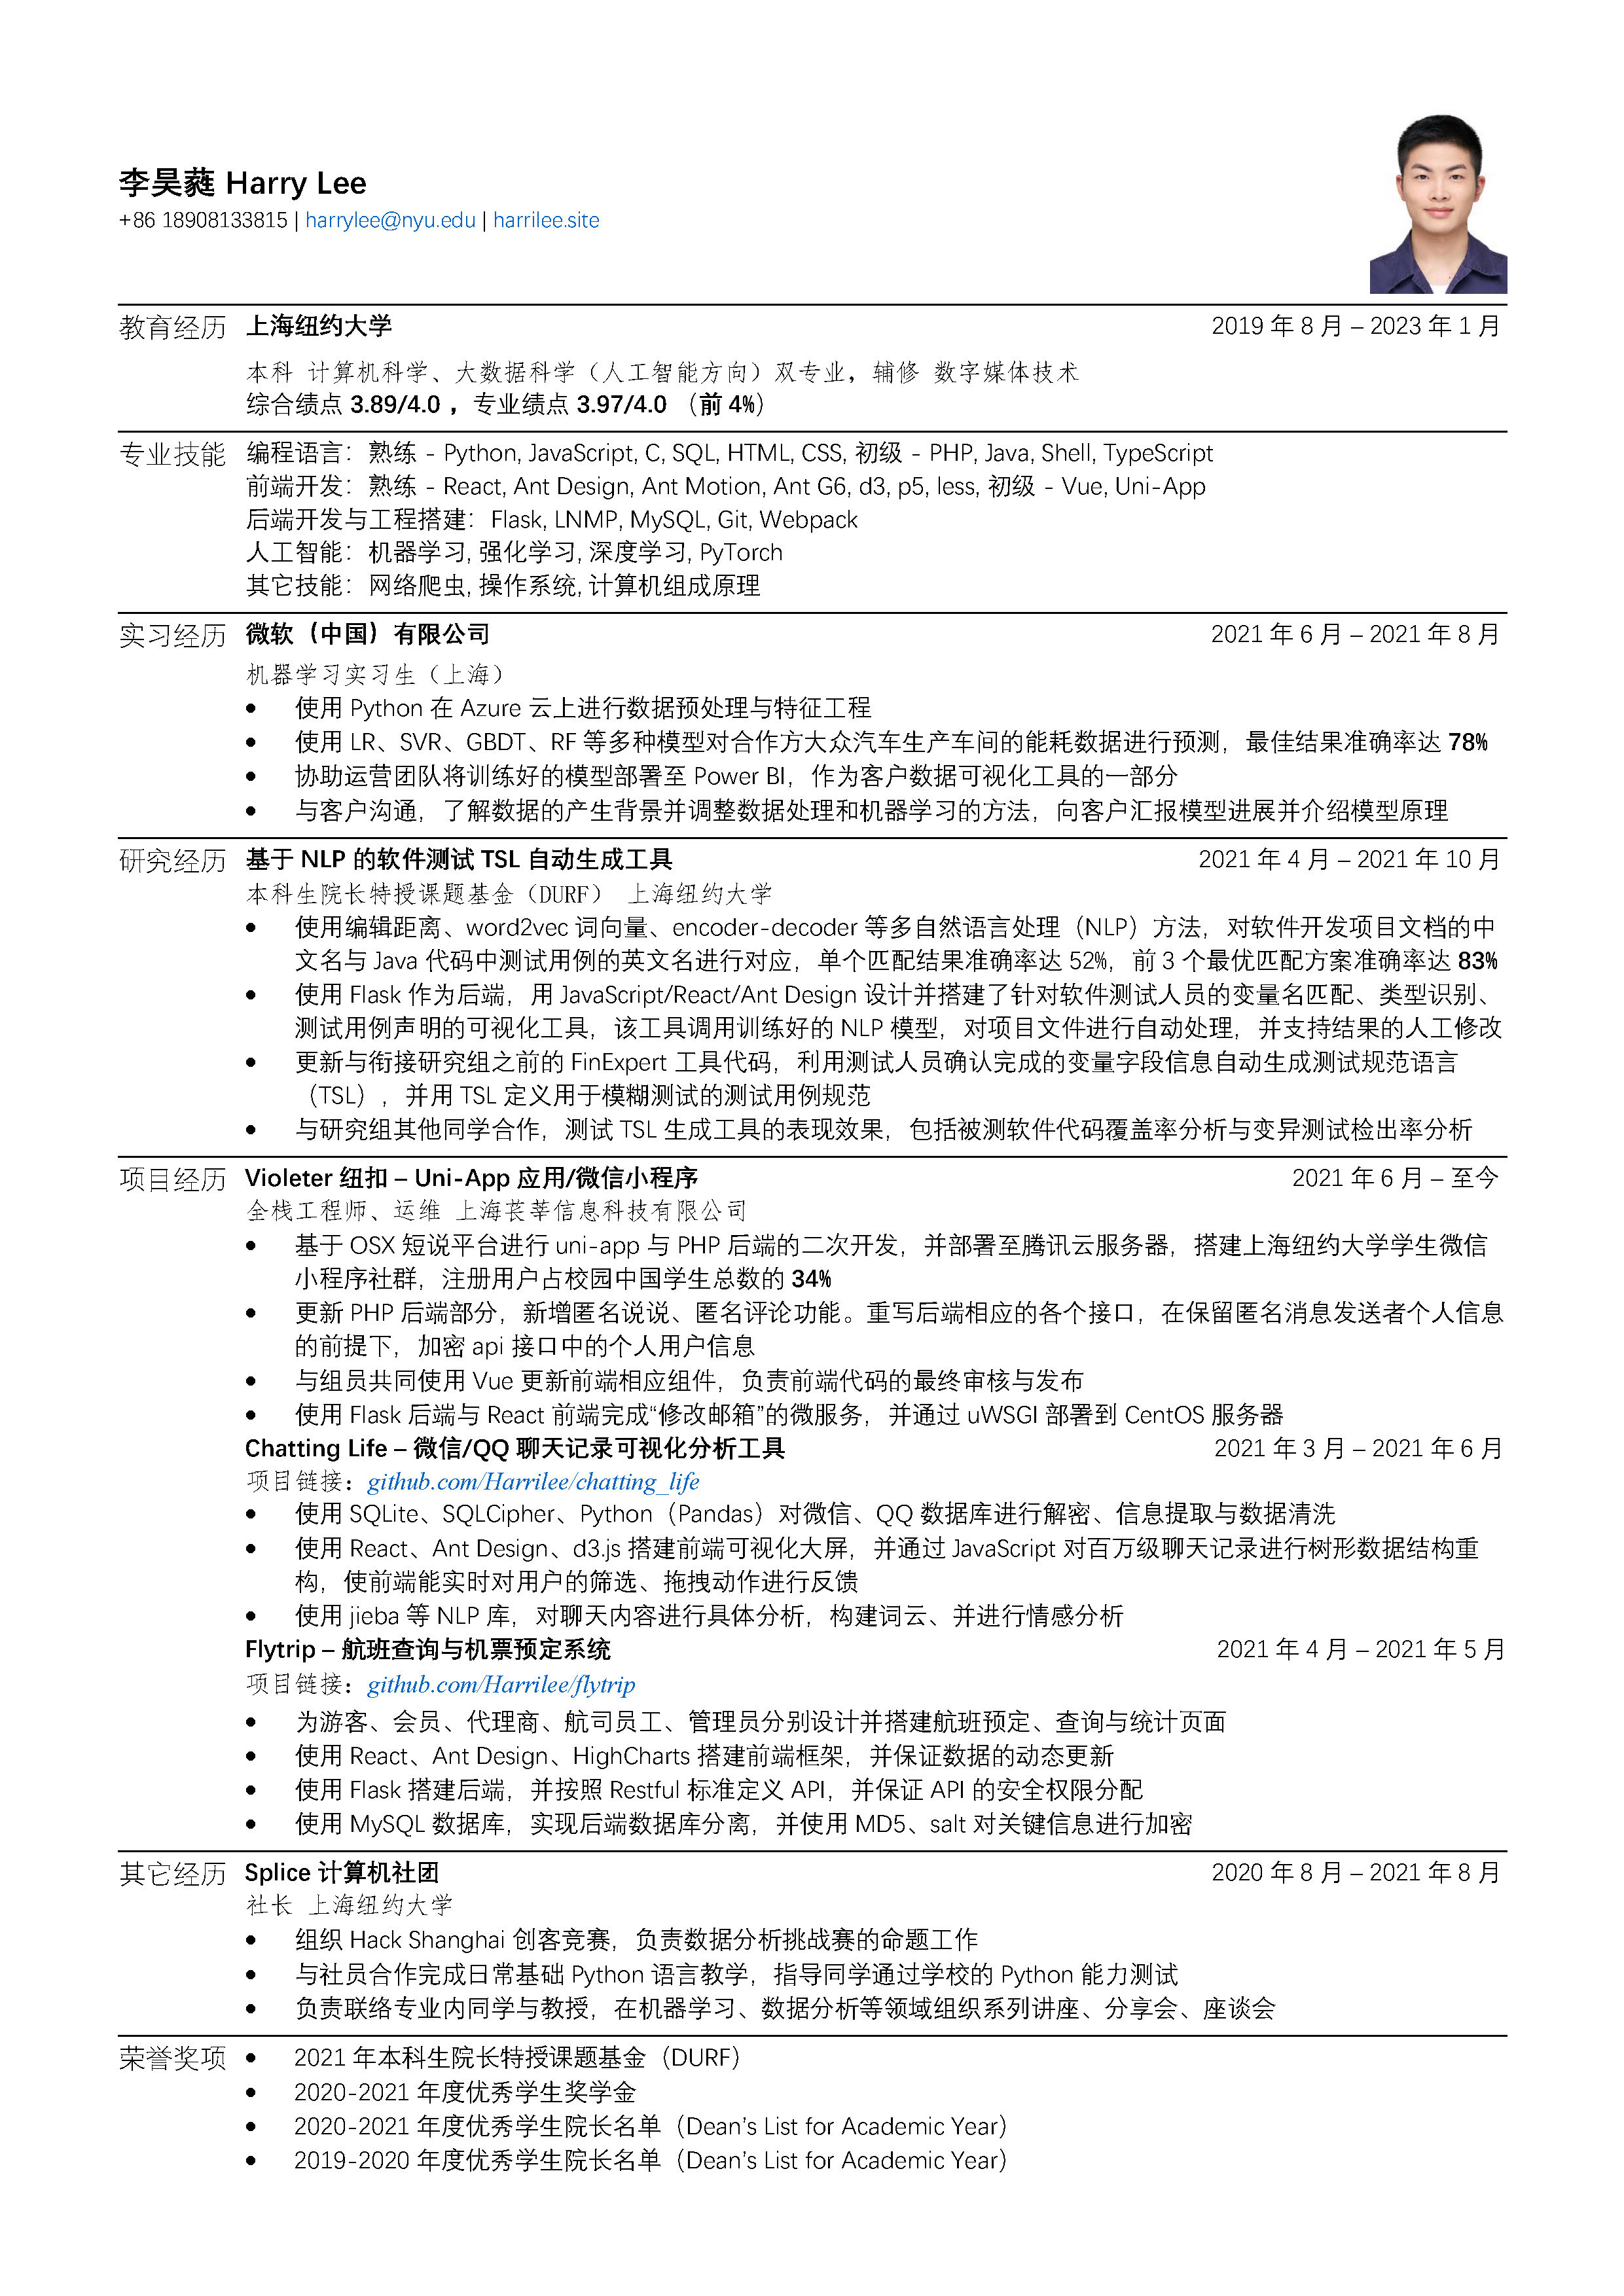 李昊蕤 Harry Lee
+86 18908133815 | harrylee@nyu.edu | harrilee.site
教育经历 上海纽约大学 2019 年 8 月 – 2023 年 1 月
本科 计算机科学、大数据科学（人工智能方向）双专业，辅修 数字媒体技术
综合绩点 3.89/4.0 ，专业绩点 3.97/4.0 （前 4%）
专业技能 编程语言：熟练 - Python, JavaScript, C, SQL, HTML, CSS, 初级 - PHP, Java, Shell, TypeScript
前端开发：熟练 - React, Ant Design, Ant Motion, Ant G6, d3, p5, less, 初级 - Vue, Uni-App
后端开发与工程搭建：Flask, LNMP, MySQL, Git, Webpack
人工智能：机器学习, 强化学习, 深度学习, PyTorch
其它技能：网络爬虫, 操作系统, 计算机组成原理
实习经历 微软（中国）有限公司 2021 年 6 月 – 2021 年 8 月
机器学习实习生（上海）
• 使用 Python 在 Azure 云上进行数据预处理与特征工程
• 使用 LR、SVR、GBDT、RF 等多种模型对合作方大众汽车生产车间的能耗数据进行预测，最佳结果准确率达 78%
• 协助运营团队将训练好的模型部署至 Power BI，作为客户数据可视化工具的一部分
• 与客户沟通，了解数据的产生背景并调整数据处理和机器学习的方法，向客户汇报模型进展并介绍模型原理
研究经历 基于 NLP 的软件测试 TSL 自动生成工具 2021 年 4 月 – 2021 年 10 月
本科生院长特授课题基金（DURF） 上海纽约大学
• 使用编辑距离、word2vec 词向量、encoder-decoder 等多自然语言处理（NLP）方法，对软件开发项目文档的中
文名与 Java 代码中测试用例的英文名进行对应，单个匹配结果准确率达 52%，前 3 个最优匹配方案准确率达 83%
• 使用 Flask 作为后端，用 JavaScript/React/Ant Design 设计并搭建了针对软件测试人员的变量名匹配、类型识别、
测试用例声明的可视化工具，该工具调用训练好的 NLP 模型，对项目文件进行自动处理，并支持结果的人工修改
• 更新与衔接研究组之前的 FinExpert 工具代码，利用测试人员确认完成的变量字段信息自动生成测试规范语言
（TSL），并用 TSL 定义用于模糊测试的测试用例规范
• 与研究组其他同学合作，测试 TSL 生成工具的表现效果，包括被测软件代码覆盖率分析与变异测试检出率分析
项目经历 Violeter 纽扣 – Uni-App 应用/微信小程序 2021 年 6 月 – 至今
全栈工程师、运维 上海苌莘信息科技有限公司
• 基于 OSX 短说平台进行 uni-app 与 PHP 后端的二次开发，并部署至腾讯云服务器，搭建上海纽约大学学生微信
小程序社群，注册用户占校园中国学生总数的 34%
• 更新 PHP 后端部分，新增匿名说说、匿名评论功能。重写后端相应的各个接口，在保留匿名消息发送者个人信息
的前提下，加密 api 接口中的个人用户信息
• 与组员共同使用 Vue 更新前端相应组件，负责前端代码的最终审核与发布
• 使用 Flask 后端与 React 前端完成“修改邮箱”的微服务，并通过 uWSGI 部署到 CentOS 服务器
Chatting Life – 微信/QQ 聊天记录可视化分析工具 2021 年 3 月 – 2021 年 6 月
项目链接：github.com/Harrilee/chatting_life
• 使用 SQLite、SQLCipher、Python（Pandas）对微信、QQ 数据库进行解密、信息提取与数据清洗
• 使用 React、Ant Design、d3.js 搭建前端可视化大屏，并通过 JavaScript 对百万级聊天记录进行树形数据结构重
构，使前端能实时对用户的筛选、拖拽动作进行反馈
• 使用 jieba 等 NLP 库，对聊天内容进行具体分析，构建词云、并进行情感分析
Flytrip – 航班查询与机票预定系统 2021 年 4 月 – 2021 年 5 月
项目链接：github.com/Harrilee/flytrip
• 为游客、会员、代理商、航司员工、管理员分别设计并搭建航班预定、查询与统计页面
• 使用 React、Ant Design、HighCharts 搭建前端框架，并保证数据的动态更新
• 使用 Flask 搭建后端，并按照 Restful 标准定义 API，并保证 API 的安全权限分配
• 使用 MySQL 数据库，实现后端数据库分离，并使用 MD5、salt 对关键信息进行加密
其它经历 Splice 计算机社团 2020 年 8 月 – 2021 年 8 月
社长 上海纽约大学
• 组织 Hack Shanghai 创客竞赛，负责数据分析挑战赛的命题工作
• 与社员合作完成日常基础 Python 语言教学，指导同学通过学校的 Python 能力测试
• 负责联络专业内同学与教授，在机器学习、数据分析等领域组织系列讲座、分享会、座谈会
荣誉奖项 • 2021 年本科生院长特授课题基金（DURF）
• 2020-2021 年度优秀学生奖学金
• 2020-2021 年度优秀学生院长名单（Dean’s List for Academic Year）
• 2019-2020 年度优秀学生院长名单（Dean’s List for Academic Year）